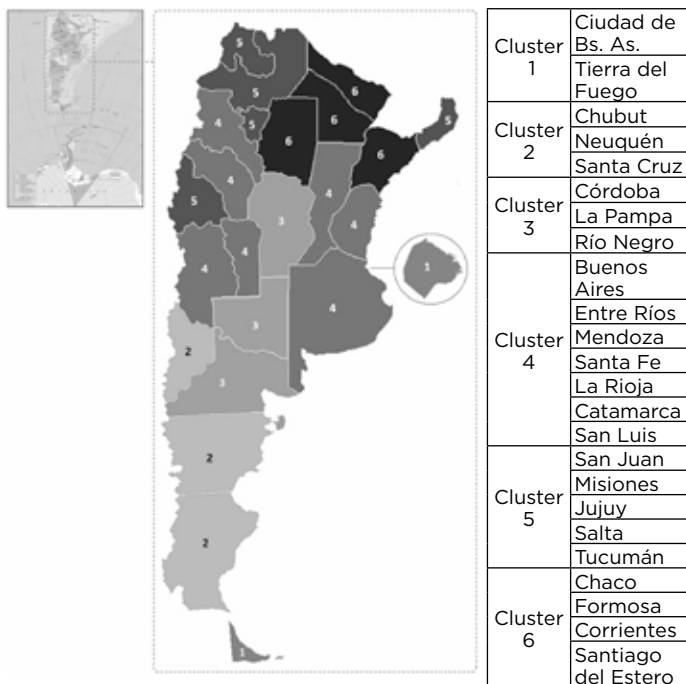 5
5
6
4
5
6
6
5
6
4
4
5
3
4
4
4
1
4
3
2
3
2
2
1
Cluster
1
Ciudad de
Bs. As.
Tierra del
Fuego
Cluster
2
Chubut
Neuquén
Santa Cruz
Cluster
3
Córdoba
La Pampa
Río Negro
Cluster
4
Buenos
Aires
Entre Ríos
Mendoza
Santa Fe
La Rioja
Catamarca
San Luis
Cluster
5
San Juan
Misiones
Jujuy
Salta
Tucumán
Cluster
6
Chaco
Formosa
Corrientes
Santiago
del Estero